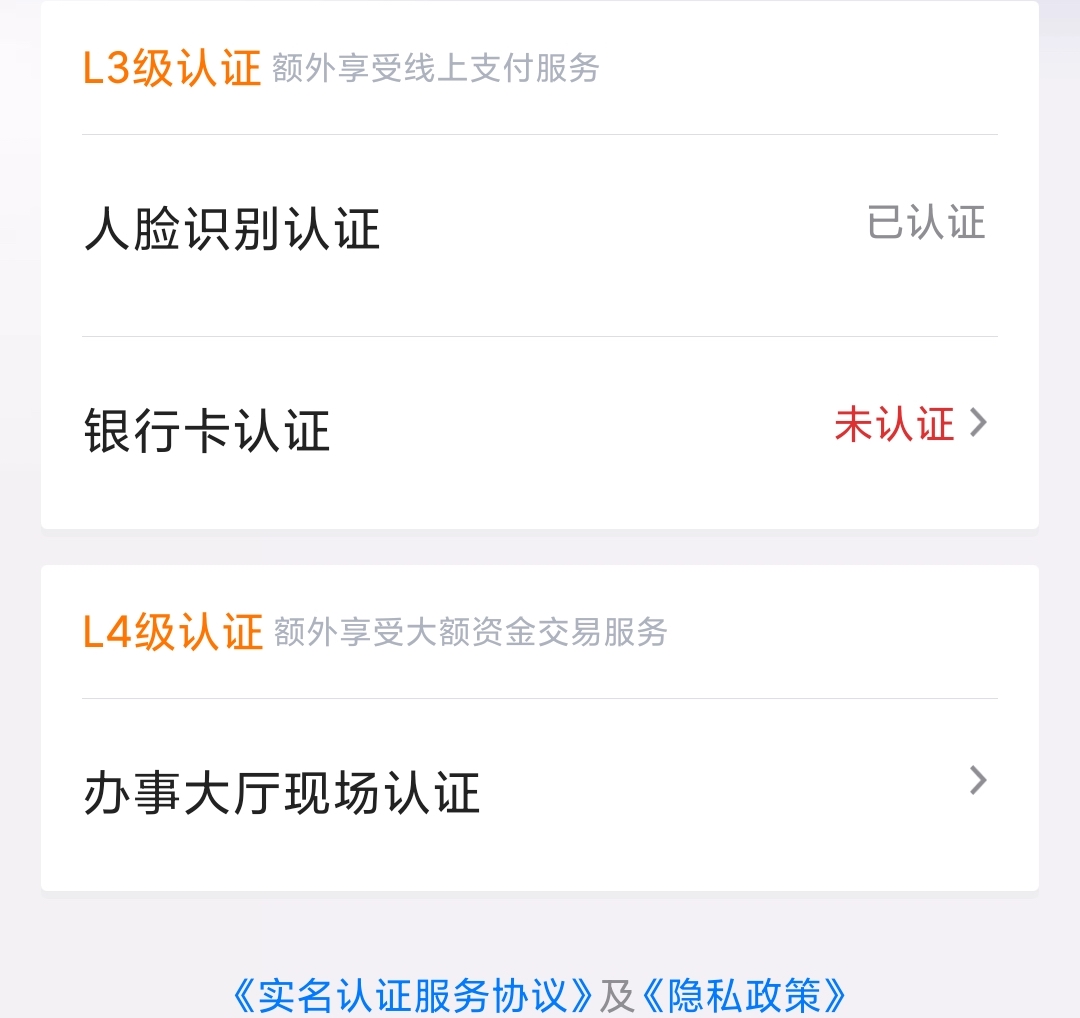 L3级认证 额外享受线上支付服务
人脸识别认证 已认证
银行卡认证 未认证
L4级认证 额外享受大额资金交易服务
办事大厅现场认证
《实名认证服务协议》及《隐私政策》